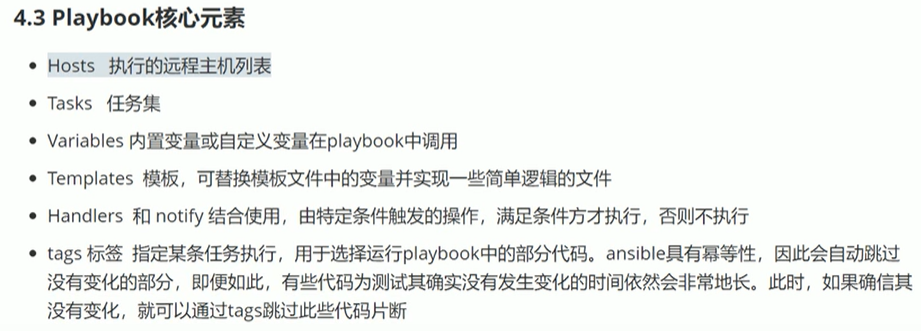 4.3 Playbook核心元素
Hosts 执行的远程主机列表
Tasks 任务集
Variables 内置变量或自定义变量在playbook中调用
Templates 模板，可替换模板文件中的变量并实现一些简单逻辑的文件
Handlers 和 notify 结合使用，由特定条件触发的操作，满足条件方才执行，否则不执行
tags 标签 指定某条任务执行，用于选择运行playbook中的部分代码。ansible具有幂等性，因此会自动跳过
没有变化的部分，即便如此，有些代码为测试其确实没有发生变化的时间依然会非常地长。此时，如果确信其
没有变化，就可以通过tags跳过此些代码片断